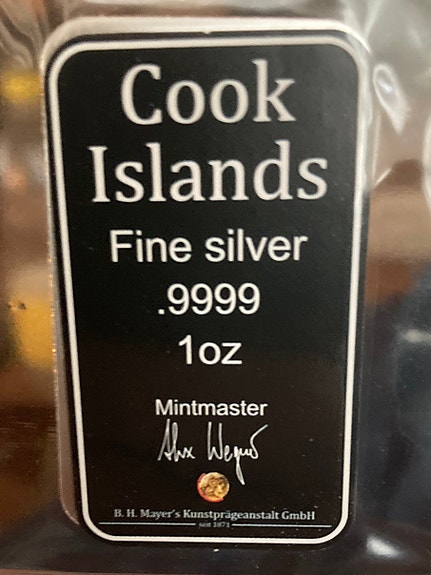 Cook
Islands
Fine silver
.9999
1oz
Mintmaster
B. H. Mayer's Kunstprägeanstalt GmbH
seit 1871